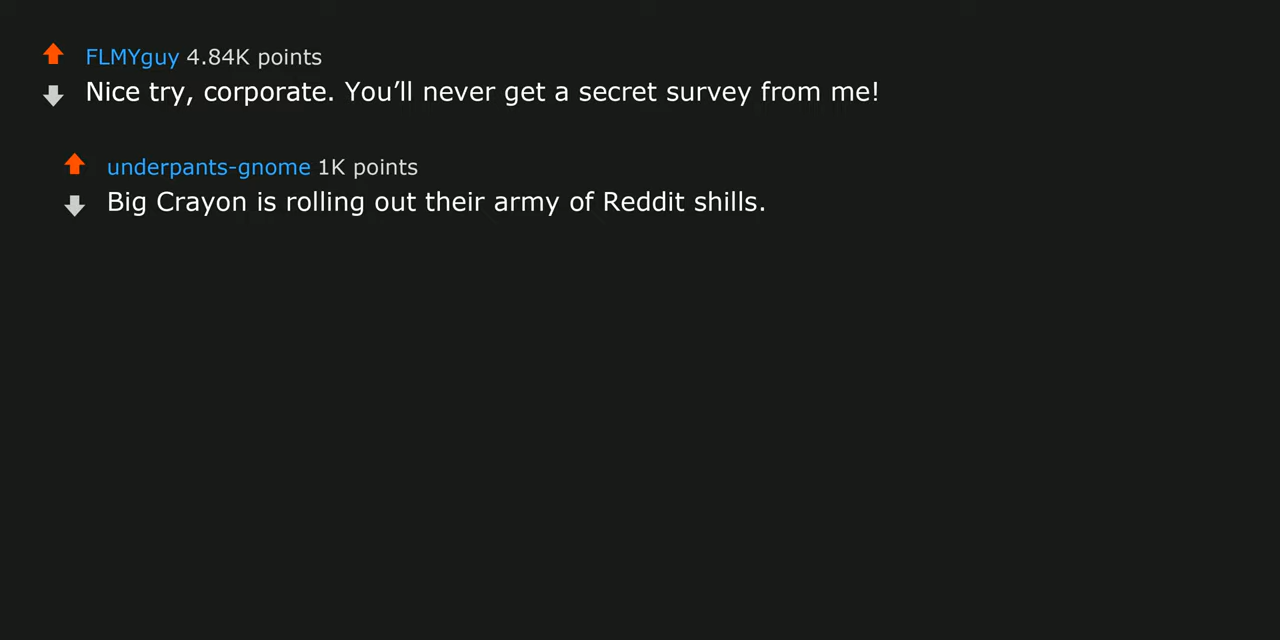 FLMYguy 4.84K points
Nice try, corporate. You’ll never get a secret survey from me!
underpants-gnome 1K points
Big Crayon is rolling out their army of Reddit shills.